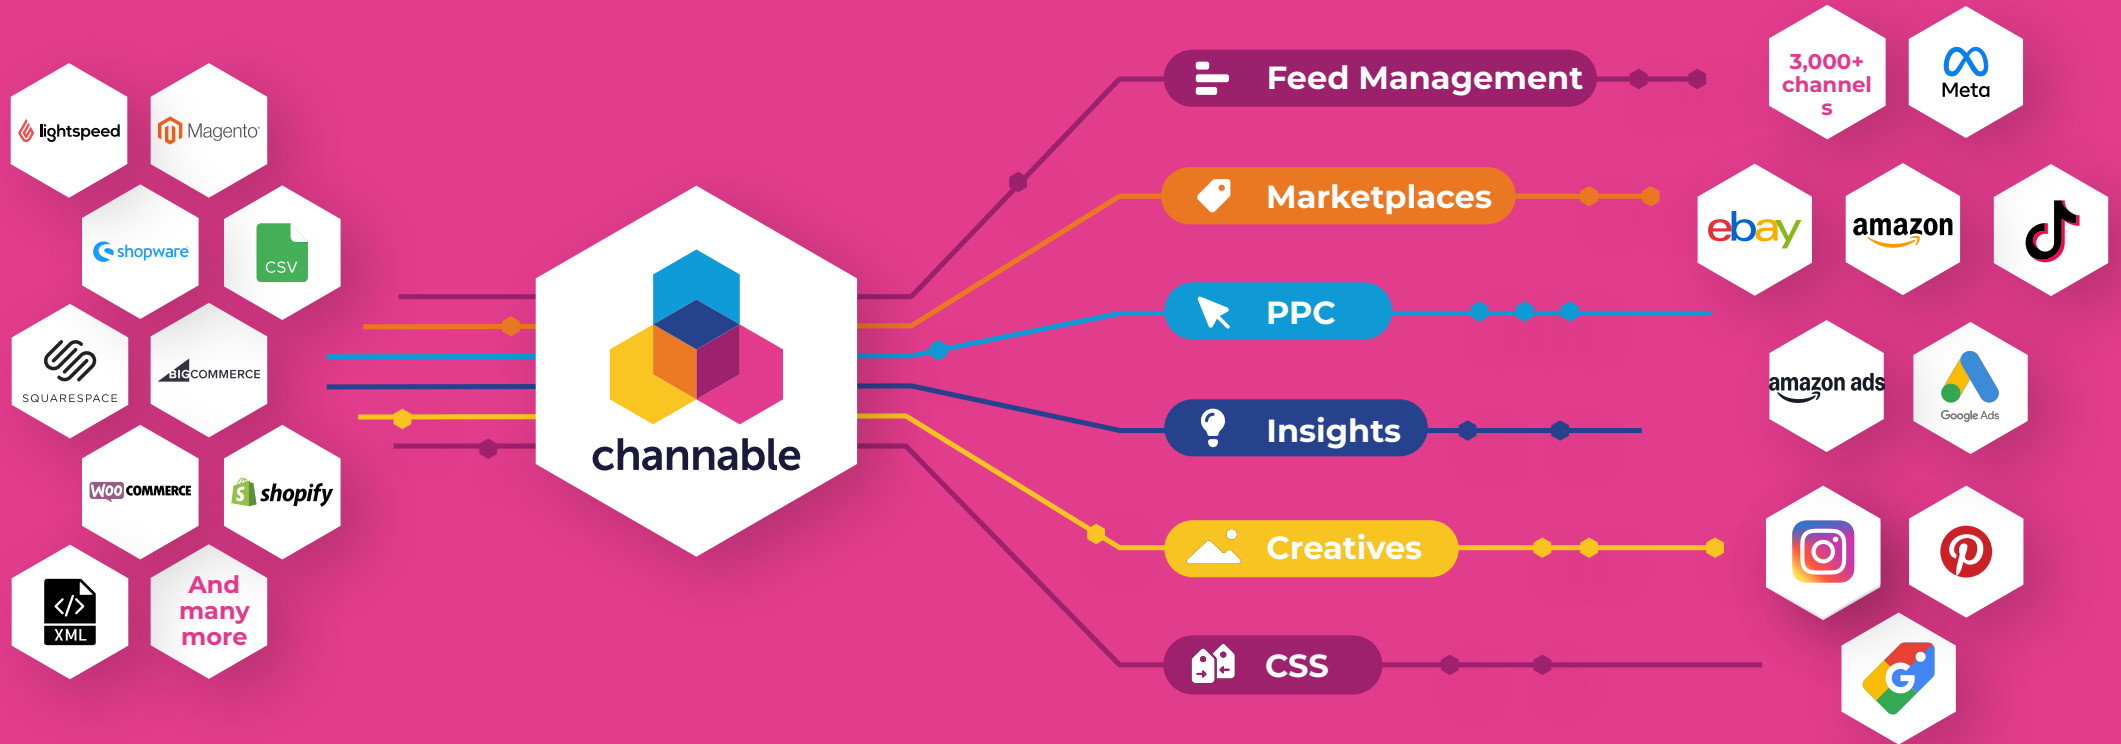 lightspeed
Magento®
shopware
CSV
SQUARESPACE
BIGCOMMERCE
WOO COMMERCE
shopify
</>
XML
And
many
more
channable
Feed Management
Marketplaces
PPC
Insights
Creatives
CSS
3,000+
channel
s
Meta
ebay
amazon
amazon ads
Google Ads
G